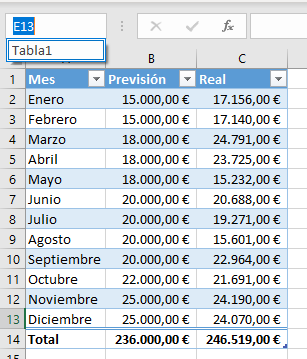 E13
fx
Tabla1
A B C
1 Mes Previsión Real
2 Enero 15.000,00 € 17.156,00 €
3 Febrero 15.000,00 € 17.140,00 €
4 Marzo 18.000,00 € 24.791,00 €
5 Abril 18.000,00 € 23.725,00 €
6 Mayo 18.000,00 € 15.232,00 €
7 Junio 20.000,00 € 20.688,00 €
8 Julio 20.000,00 € 19.271,00 €
9 Agosto 20.000,00 € 15.601,00 €
10 Septiembre 20.000,00 € 22.964,00 €
11 Octubre 22.000,00 € 21.691,00 €
12 Noviembre 25.000,00 € 24.190,00 €
13 Diciembre 25.000,00 € 24.070,00 €
14 Total 236.000,00 € 246.519,00 €